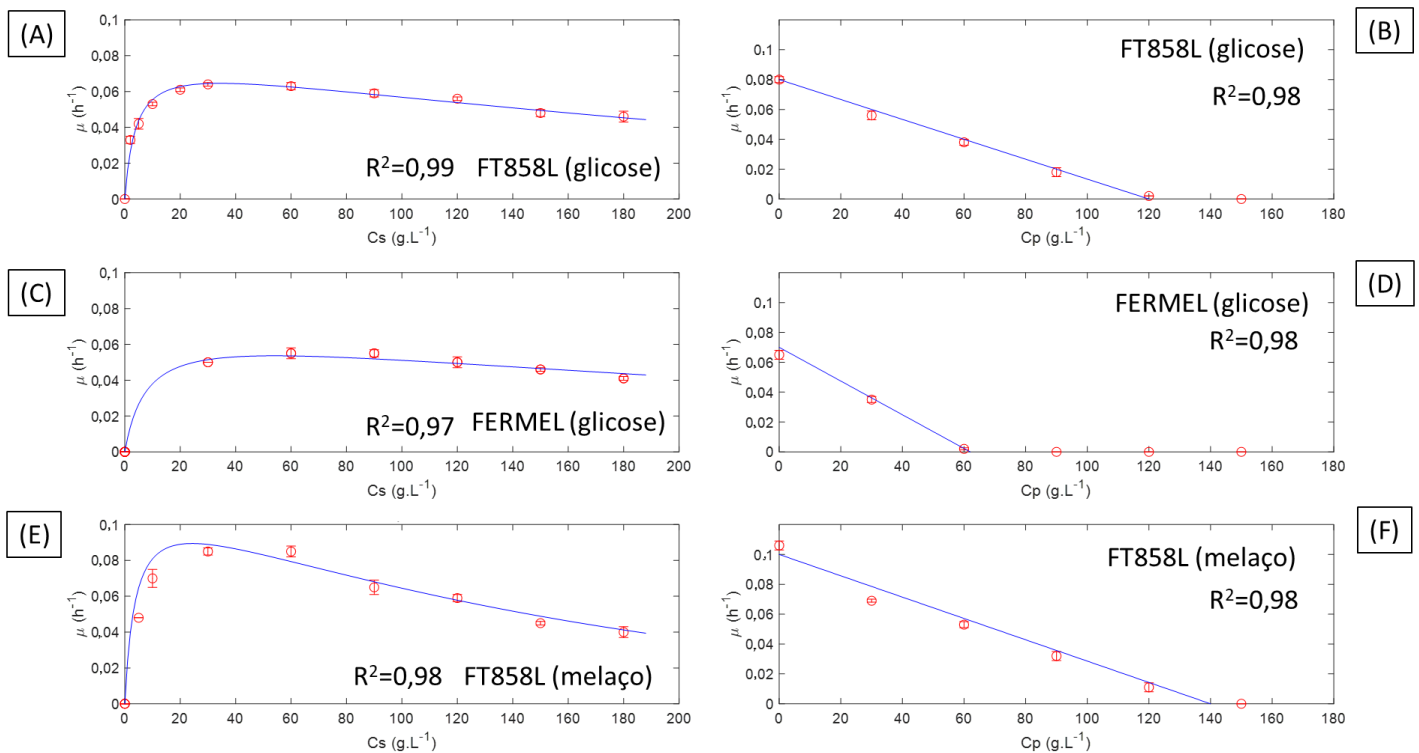 (A)
0,1
0,08
0,06
0,04
0,02
0
μ (h⁻¹)
R²=0,99 FT858L (glicose)
0 20 40 60 80 100 120 140 160 180 200
Cs (g.L⁻¹)
(B)
0.1
0.08
0.06
0.04
0.02
0
μ (h⁻¹)
FT858L (glicose)
R²=0,98
0 20 40 60 80 100 120 140 160 180
Cp (g.L⁻¹)
(C)
0,1
0,08
0,06
0,04
0,02
0
μ (h⁻¹)
R²=0,97 FERMEL (glicose)
0 20 40 60 80 100 120 140 160 180 200
Cs (g.L⁻¹)
(D)
0.1
0.08
0.06
0.04
0.02
0
μ (h⁻¹)
FERMEL (glicose)
R²=0,98
0 20 40 60 80 100 120 140 160 180
Cp (g.L⁻¹)
(E)
0,1
0,08
0,06
0,04
0,02
0
μ (h⁻¹)
R²=0,98 FT858L (melaço)
0 20 40 60 80 100 120 140 160 180 200
Cs (g.L⁻¹)
(F)
0.1
0.08
0.06
0.04
0.02
0
μ (h⁻¹)
FT858L (melaço)
R²=0,98
0 20 40 60 80 100 120 140 160 180
Cp (g.L⁻¹)